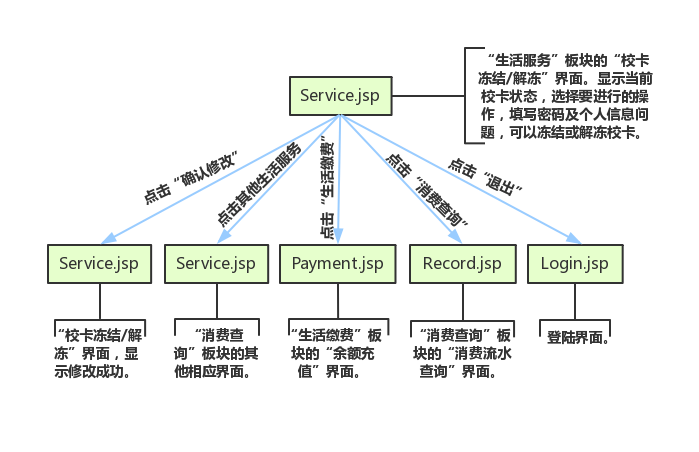 Service.jsp
“生活服务”板块的“校卡
冻结/解冻”界面。显示当前
校卡状态，选择要进行的操
作，填写密码及个人信息问
题，可以冻结或解冻校卡。
点击“确认修改”
点击其他生活服务
点击“生活缴费”
点击“消费查询”
点击“退出”
Service.jsp
Service.jsp
Payment.jsp
Record.jsp
Login.jsp
“校卡冻结/解
冻”界面，显
示修改成功。
“消费查
询”板块的其
他相应界面。
“生活缴费”板
块的“余额充
值”界面。
“消费查询”板
块的“消费流水
查询”界面。
登陆界面。